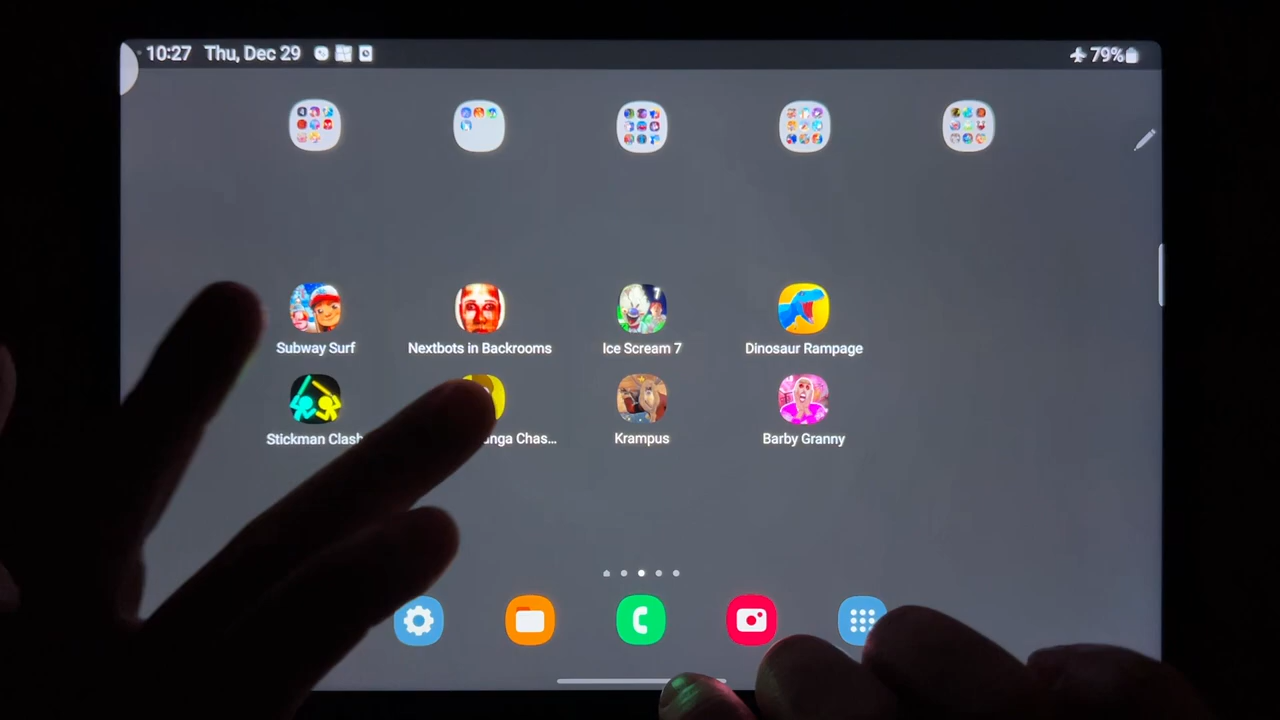 10:27 Thu, Dec 29 79%
Subway Surf Nextbots in Backrooms Ice Scream 7 Dinosaur Rampage
Stickman Clash Chas... Krampus Barby Granny